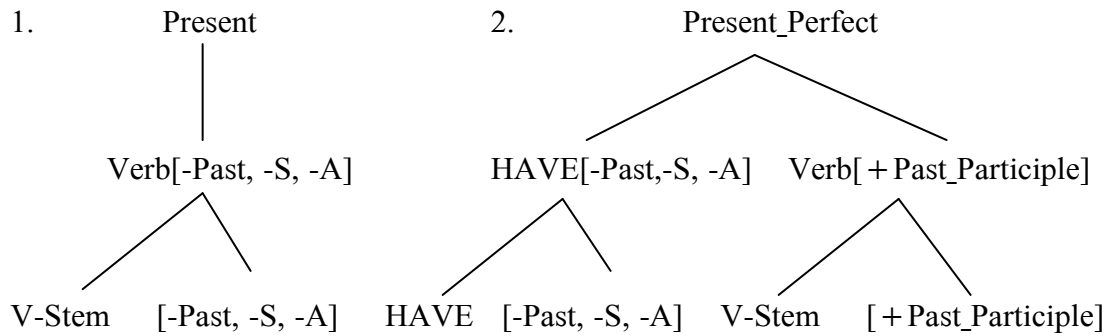 1. Present 2. Present_Perfect
Verb[-Past, -S, -A] HAVE[-Past,-S, -A] Verb[+Past_Participle]
V-Stem [-Past, -S, -A] HAVE [-Past, -S, -A] V-Stem [+Past_Participle]